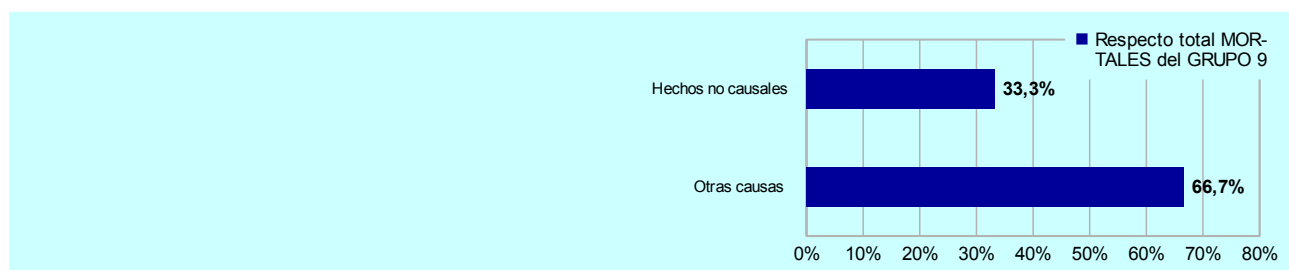 Respecto total MOR-
TALES del GRUPO 9
Hechos no causales
33,3%
Otras causas
66,7%
0% 10% 20% 30% 40% 50% 60% 70% 80%